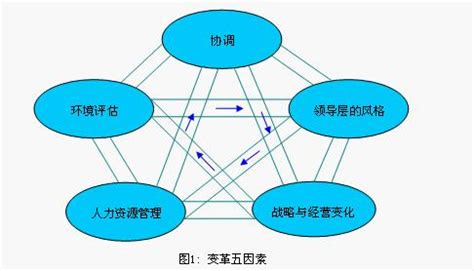 协调
环境评估
领导层的风格
人力资源管理
战略与经营变化
图1: 变革五因素